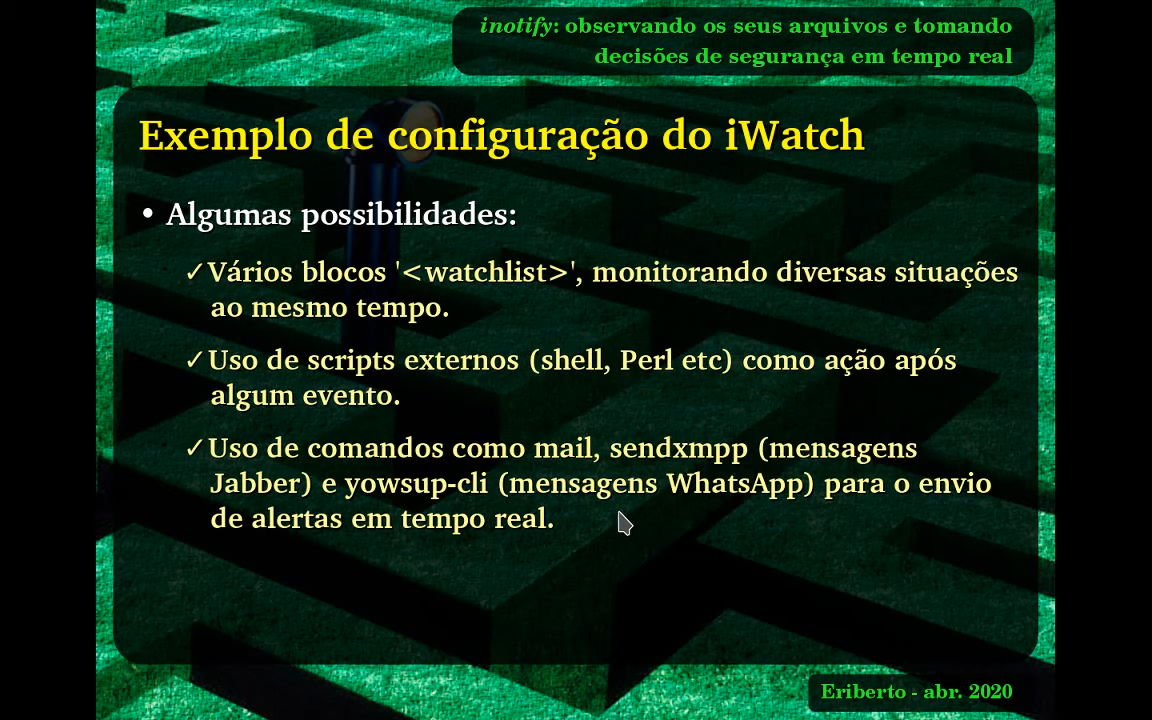 inotify: observando os seus arquivos e tomando
decisões de segurança em tempo real
Exemplo de configuração do iWatch
• Algumas possibilidades:
✓Vários blocos '<watchlist>', monitorando diversas situações
ao mesmo tempo.
✓Uso de scripts externos (shell, Perl etc) como ação após
algum evento.
✓Uso de comandos como mail, sendxmpp (mensagens
Jabber) e yowsup-cli (mensagens WhatsApp) para o envio
de alertas em tempo real.
Eriberto - abr. 2020